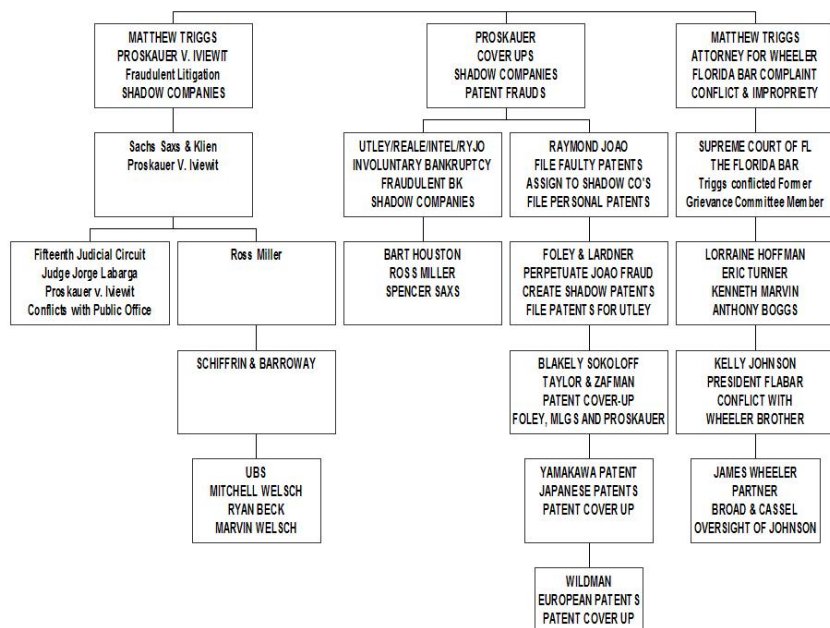 MATTHEW TRIGGS
PROSKAUER V. IVIEWIT
Fraudulent Litigation
SHADOW COMPANIES
PROSKAUER
COVER UPS
SHADOW COMPANIES
PATENT FRAUDS
MATTHEW TRIGGS
ATTORNEY FOR WHEELER
FLORIDA BAR COMPLAINT
CONFLICT & IMPROPRIETY
Sachs Saxs & Klien
Proskauer V. Iviewit
UTLEY/REALE/INTEL/RYJO
INVOLUNTARY BANKRUPTCY
FRAUDULENT BK
SHADOW COMPANIES
RAYMOND JOAO
FILE FAULTY PATENTS
ASSIGN TO SHADOW CO'S
FILE PERSONAL PATENTS
SUPREME COURT OF FL
THE FLORIDA BAR
Triggs conflicted Former
Grievance Committee Member
Fifteenth Judicial Circuit
Judge Jorge Labarga
Proskauer v. Iviewit
Conflicts with Public Office
Ross Miller
BART HOUSTON
ROSS MILLER
SPENCER SAXS
FOLEY & LARDNER
PERPETUATE JOAO FRAUD
CREATE SHADOW PATENTS
FILE PATENTS FOR UTLEY
LORRAINE HOFFMAN
ERIC TURNER
KENNETH MARVIN
ANTHONY BOGGS
SCHIFFRIN & BARROWAY
BLAKELY SOKOLOFF
TAYLOR & ZAFMAN
PATENT COVER-UP
FOLEY, MLGS AND PROSKAUER
KELLY JOHNSON
PRESIDENT FLABAR
CONFLICT WITH
WHEELER BROTHER
UBS
MITCHELL WELSCH
RYAN BECK
MARVIN WELSCH
YAMAKAWA PATENT
JAPANESE PATENTS
PATENT COVER UP
JAMES WHEELER
PARTNER
BROAD & CASSEL
OVERSIGHT OF JOHNSON
WILDMAN
EUROPEAN PATENTS
PATENT COVER UP